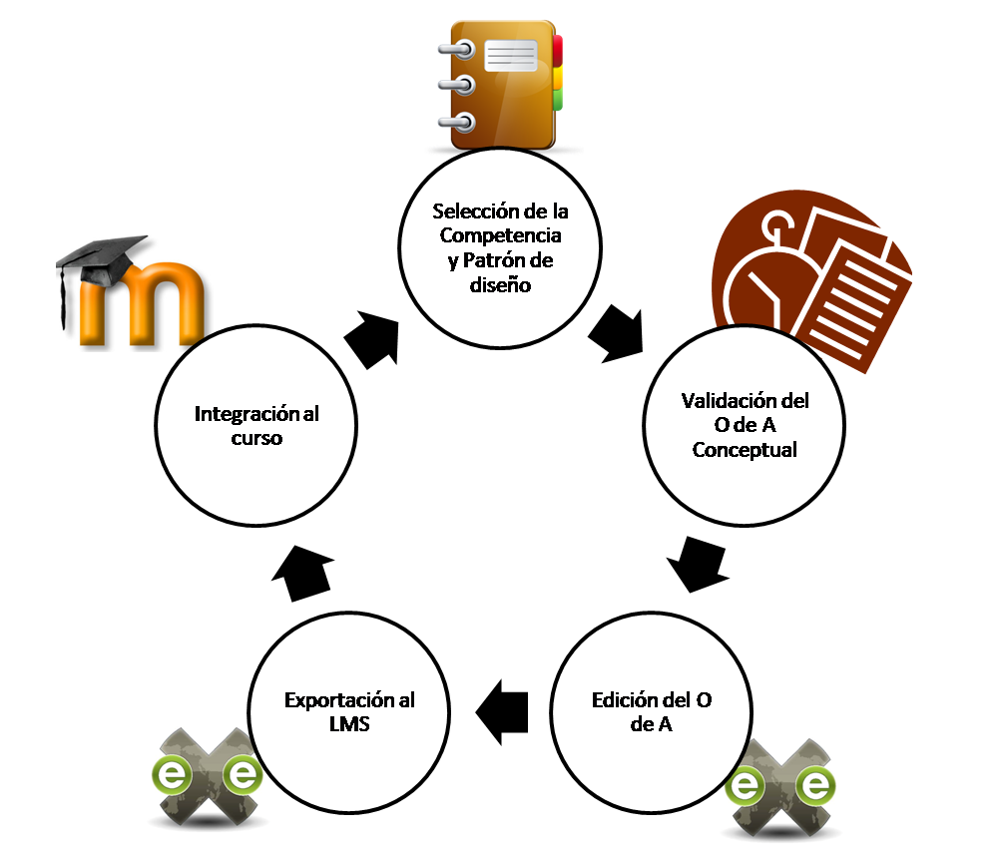 Selección de la
Competencia
y Patrón de
diseño
Validación del
O de A
Conceptual
Edición del O
de A
e e
Exportación al
LMS
e e
Integración al
curso
m